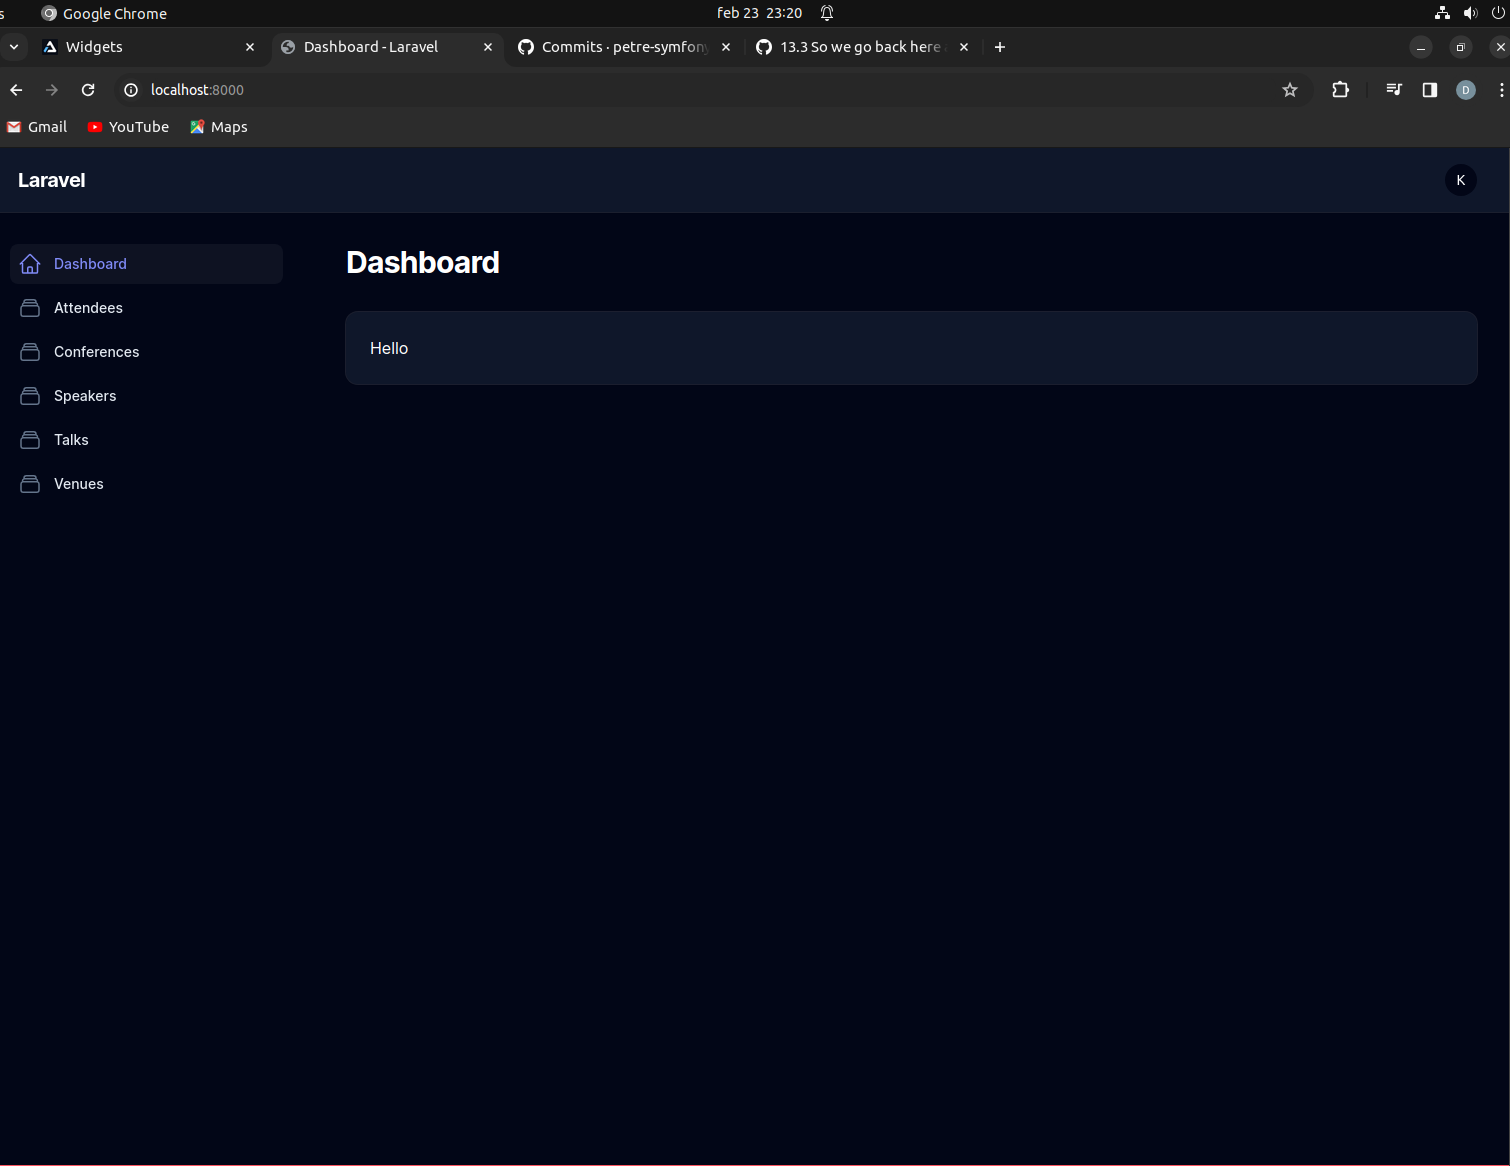 s Google Chrome feb 23 23:20
Widgets Dashboard - Laravel Commits · petre-symfony 13.3 So we go back here
localhost:8000 D
Gmail YouTube Maps
Laravel K
Dashboard
Attendees
Conferences
Speakers
Talks
Venues
Dashboard
Hello